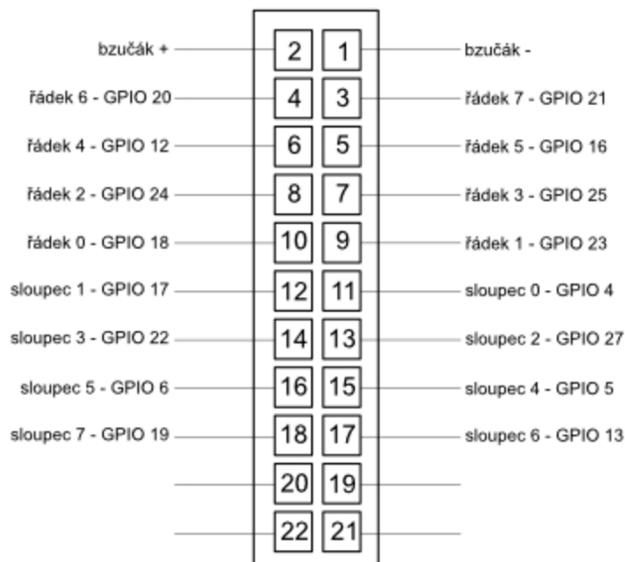 bzučák + 2 1 bzučák -
řádek 6 - GPIO 20 4 3 řádek 7 - GPIO 21
řádek 4 - GPIO 12 6 5 řádek 5 - GPIO 16
řádek 2 - GPIO 24 8 7 řádek 3 - GPIO 25
řádek 0 - GPIO 18 10 9 řádek 1 - GPIO 23
sloupec 1 - GPIO 17 12 11 sloupec 0 - GPIO 4
sloupec 3 - GPIO 22 14 13 sloupec 2 - GPIO 27
sloupec 5 - GPIO 6 16 15 sloupec 4 - GPIO 5
sloupec 7 - GPIO 19 18 17 sloupec 6 - GPIO 13
20 19
22 21